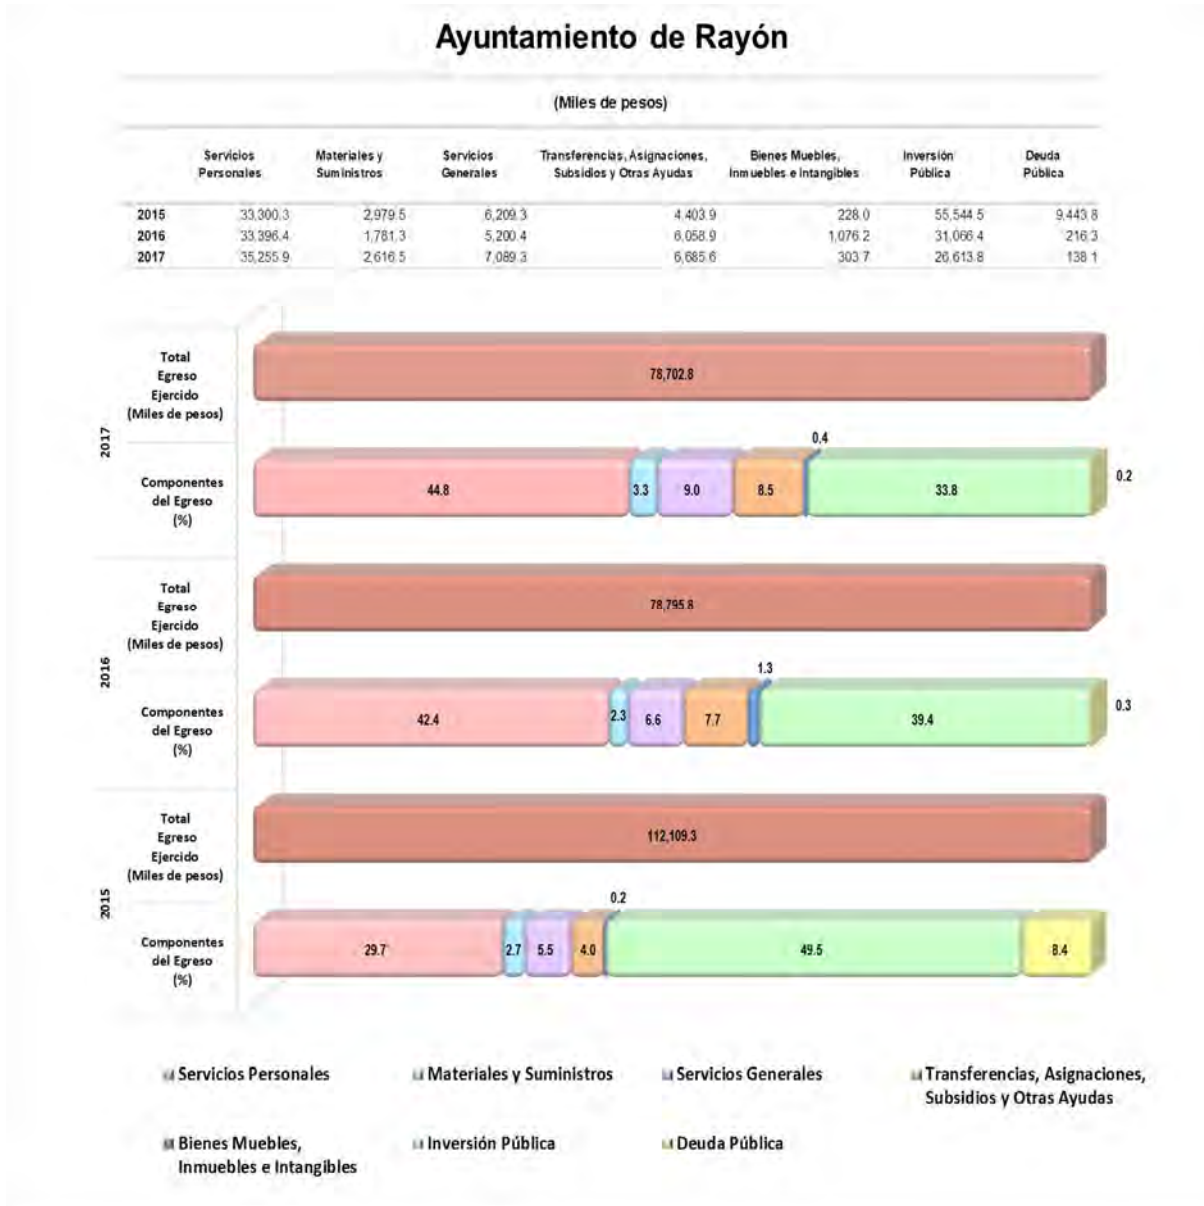 Ayuntamiento de Rayón
(Miles de pesos)
Servicios Personales Materiales y Suministros Servicios Generales Transferencias, Asignaciones, Subsidios y Otras Ayudas Bienes Muebles, Inmuebles e Intangibles Inversión Pública Deuda Pública
2015 33,300.3 2,979.5 6,209.3 4,403.9 228.0 55,544.5 9,443.8
2016 33,396.4 1,781.3 5,200.4 6,058.9 1,076.2 31,066.4 216.3
2017 35,255.9 2,616.5 7,089.3 6,685.6 303.7 26,613.8 138.1
2017
Total
Egreso
Ejercido
(Miles de pesos)
78,702.8
Componentes
del Egreso
(%)
44.8 3.3 9.0 8.5 0.4 33.8 0.2
2016
Total
Egreso
Ejercido
(Miles de pesos)
78,795.8
Componentes
del Egreso
(%)
42.4 2.3 6.6 7.7 1.3 39.4 0.3
2015
Total
Egreso
Ejercido
(Miles de pesos)
112,109.3
Componentes
del Egreso
(%)
29.7 2.7 5.5 4.0 0.2 49.5 8.4
Servicios Personales
Materiales y Suministros
Servicios Generales
Transferencias, Asignaciones,
Subsidios y Otras Ayudas
Bienes Muebles,
Inmuebles e Intangibles
Inversión Pública
Deuda Pública